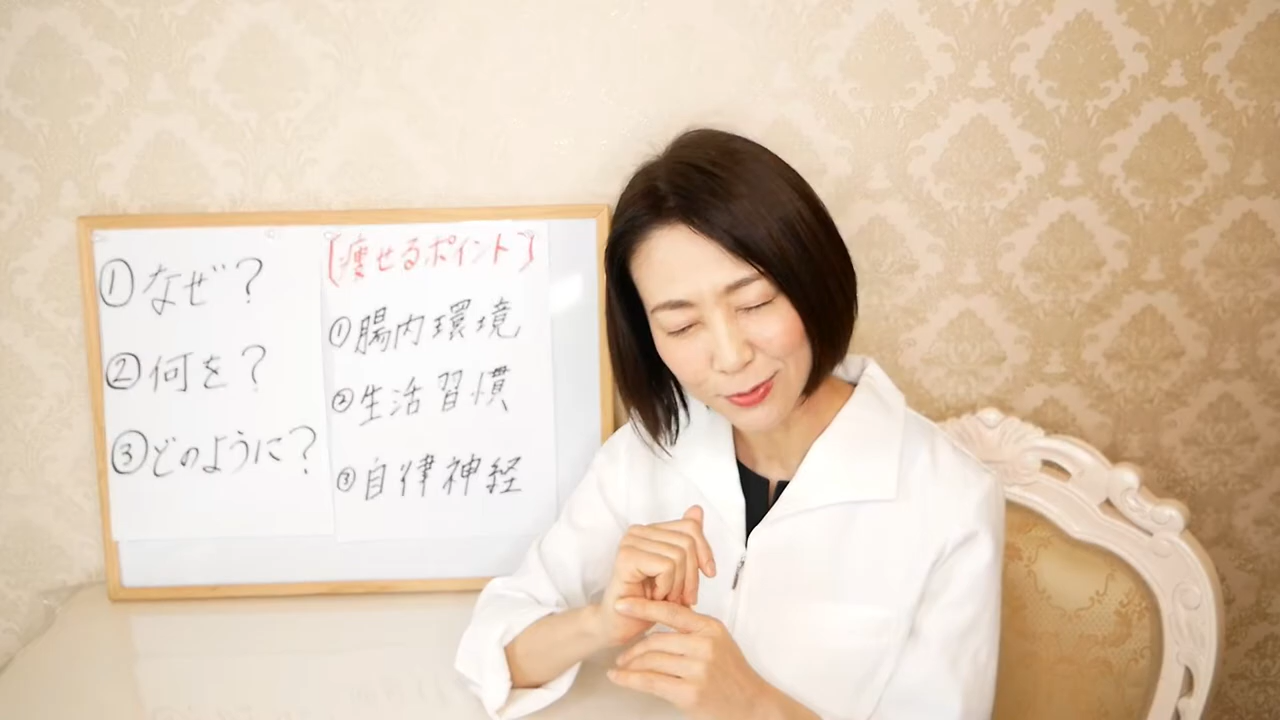 ①なぜ?
②何を?
③どのように?
【痩せるポイント】
①腸内環境
②生活習慣
③自律神経